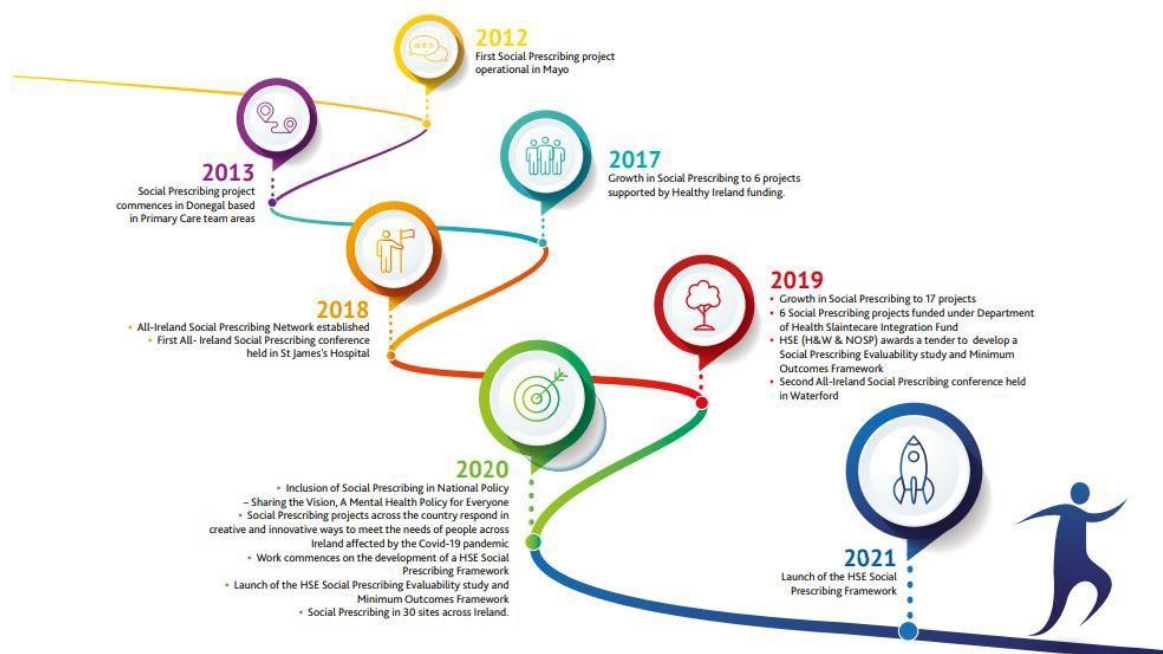 2012
First Social Prescribing project
operational in Mayo
2013
Social Prescribing project
commences in Donegal based
in Primary Care team areas
2017
Growth in Social Prescribing to 6 projects
supported by Healthy Ireland funding.
2018
• All-Ireland Social Prescribing Network established
• First All- Ireland Social Prescribing conference
held in St James's Hospital
2019
• Growth in Social Prescribing to 17 projects
• 6 Social Prescribing projects funded under Department
of Health Slaintecare Integration Fund
• HSE (H&W & NOSP) awards a tender to develop a
Social Prescribing Evaluability study and Minimum
Outcomes Framework
• Second All-Ireland Social Prescribing conference held
in Waterford
2020
• Inclusion of Social Prescribing in National Policy
– Sharing the Vision, A Mental Health Policy for Everyone
• Social Prescribing projects across the country respond in
creative and innovative ways to meet the needs of people across
Ireland affected by the Covid-19 pandemic
• Work commences on the development of a HSE Social
Prescribing Framework
• Launch of the HSE Social Prescribing Evaluability study and
Minimum Outcomes Framework
• Social Prescribing in 30 sites across Ireland.
2021
Launch of the HSE Social
Prescribing Framework